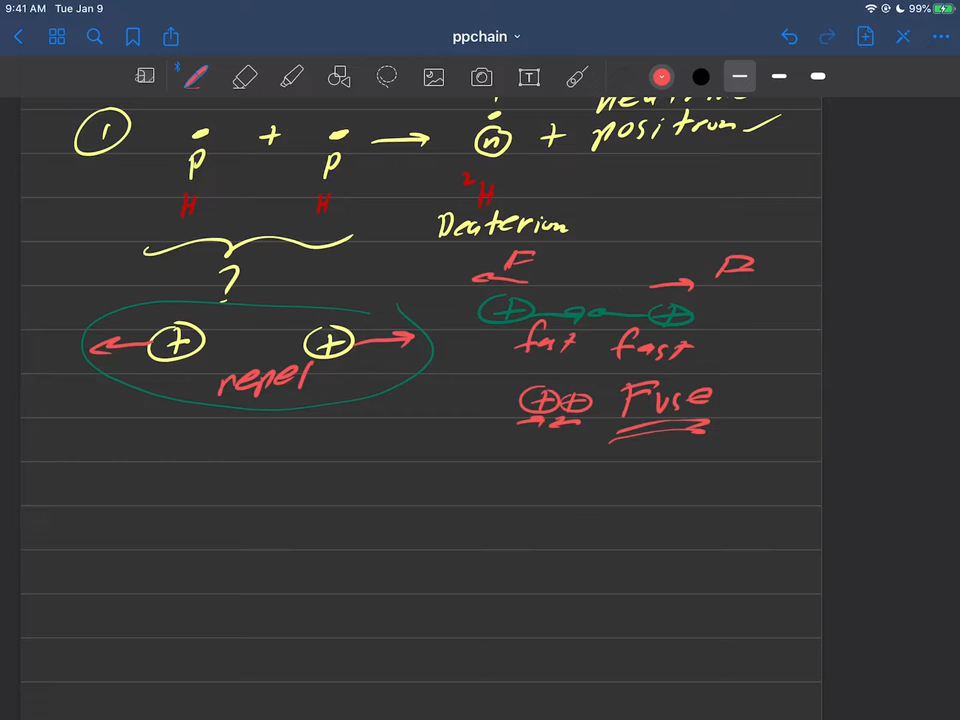 9:41 AM Tue Jan 9
99%
ppchain
T
1 p + p → n + positron
H H ²H
Deuterium
?
F F
+ +
+ + fast fast
repel
+ + Fuse